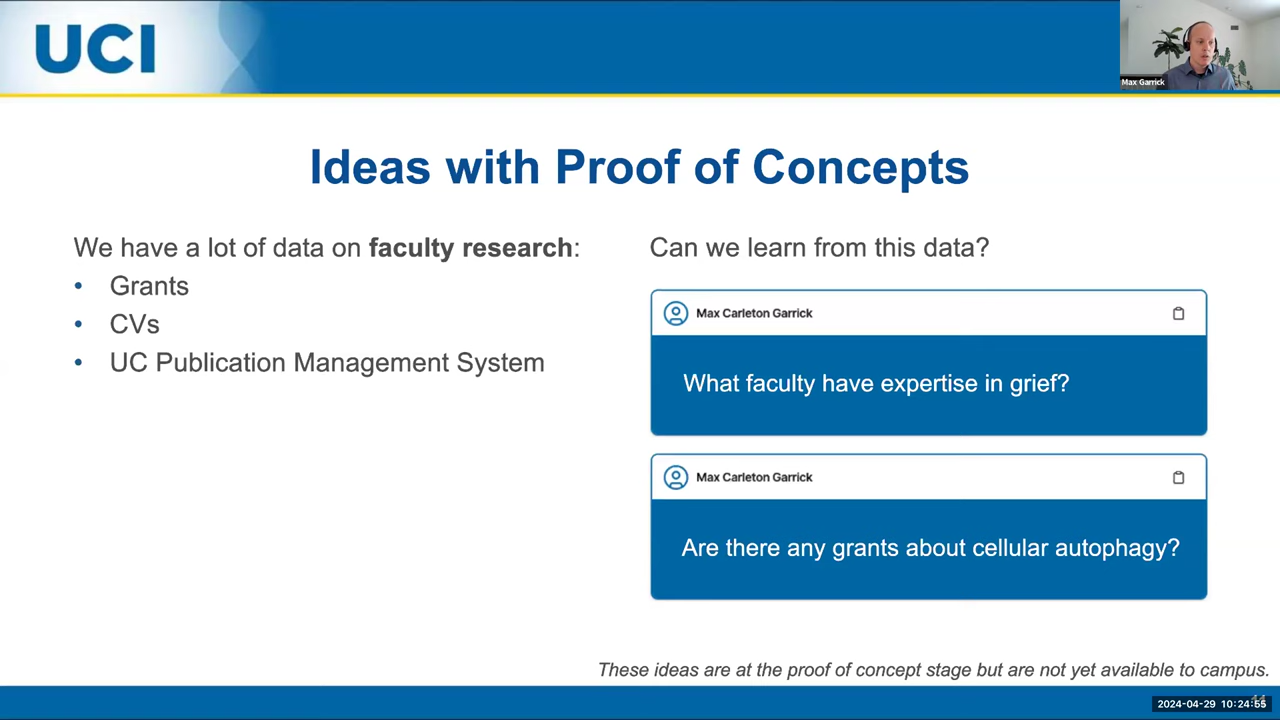 UCI
Max Garrick
Ideas with Proof of Concepts
We have a lot of data on faculty research:
• Grants
• CVs
• UC Publication Management System
Can we learn from this data?
Max Carleton Garrick
What faculty have expertise in grief?
Max Carleton Garrick
Are there any grants about cellular autophagy?
These ideas are at the proof of concept stage but are not yet available to campus.
2024-04-29 10:24:55